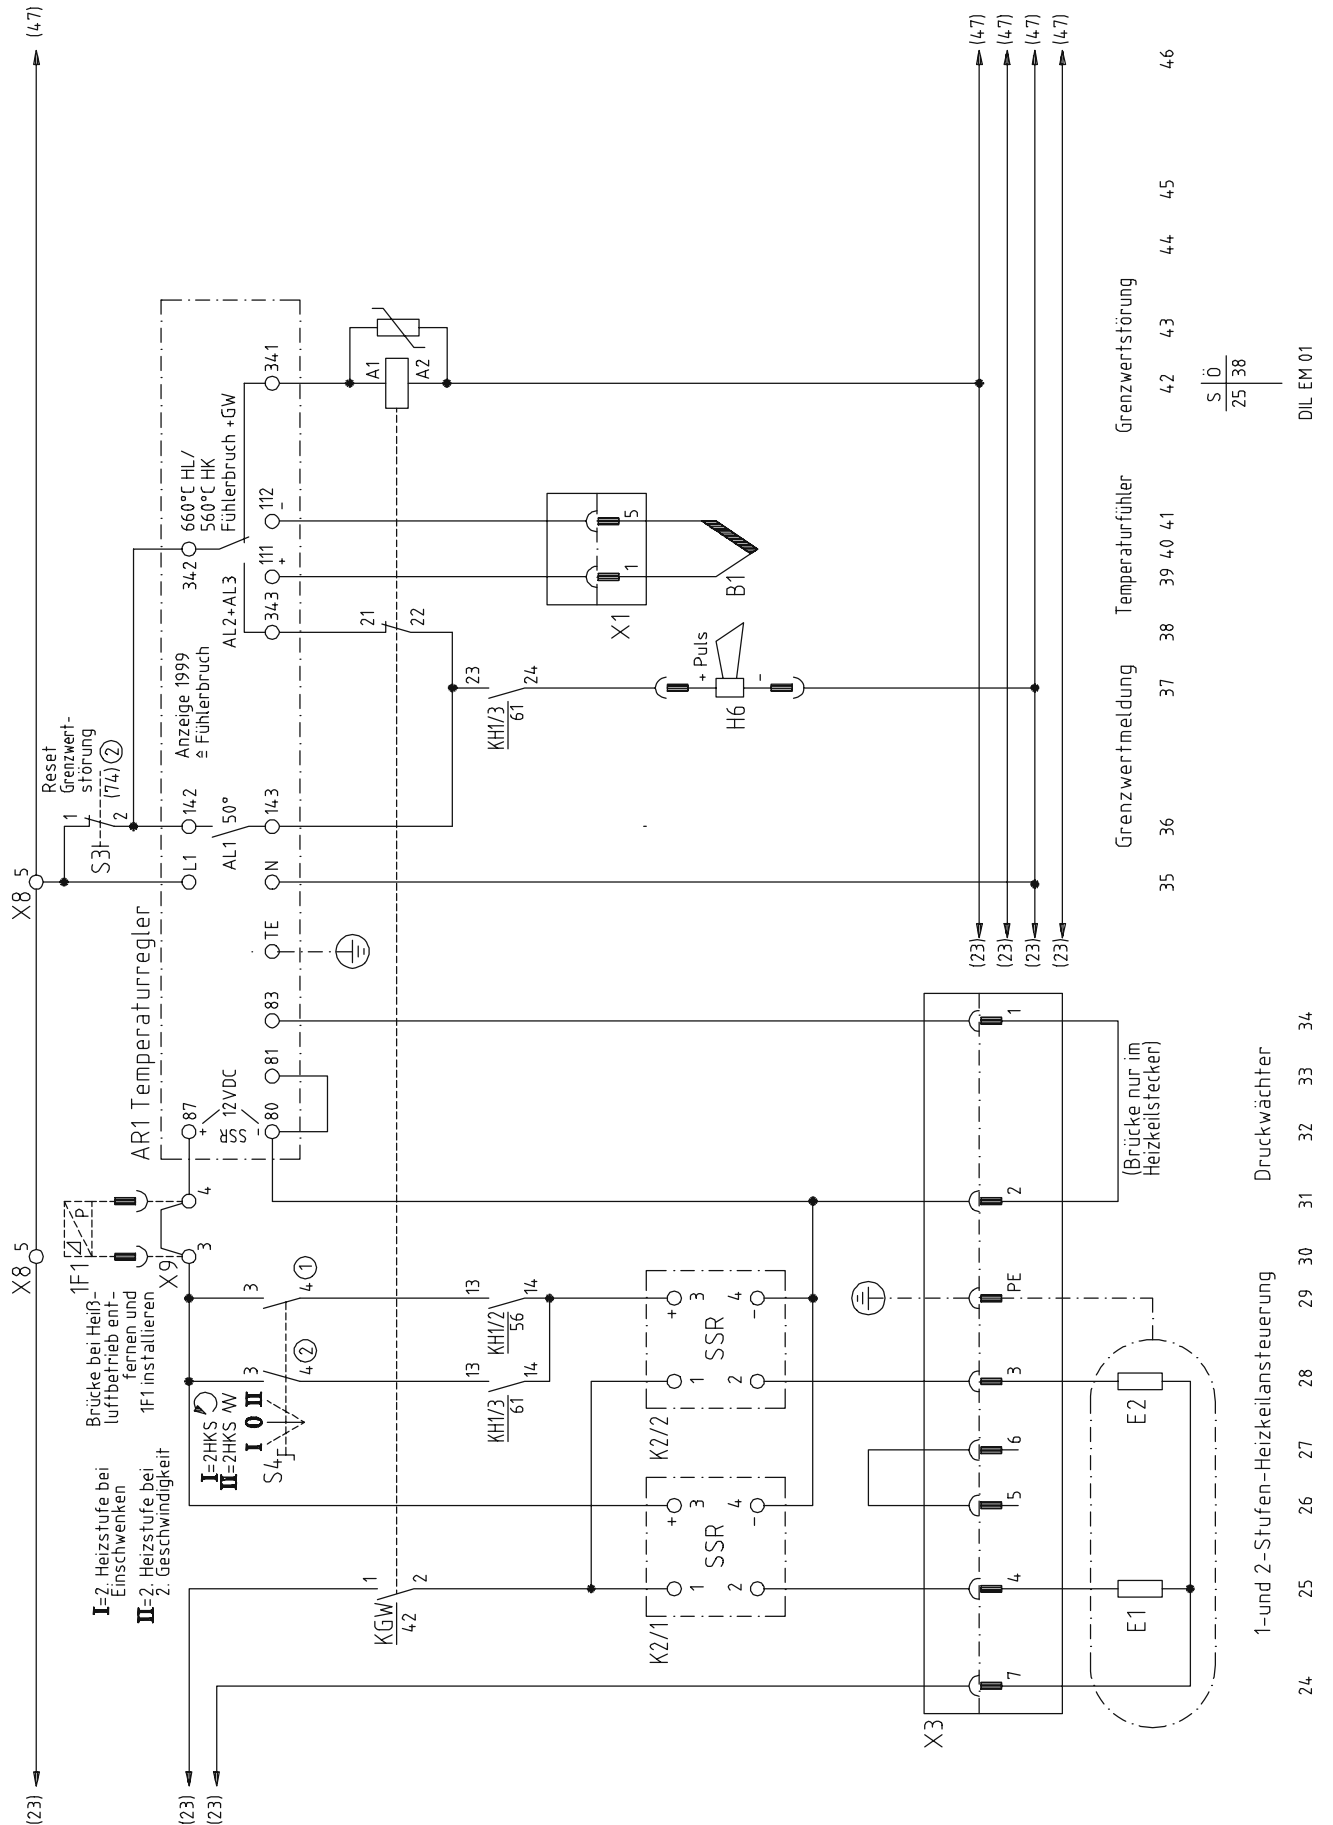 (23)
X8 5
X8 5
(47)
(23)
(23)
I=2. Heizstufe bei
Einschwenken
II=2. Heizstufe bei
2. Geschwindigkeit
Brücke bei Heiß-
luftbetrieb ent-
fernen und
1F1 installieren
1F1
P
X9
3
4
I=2HKS
II=2HKS W
I 0 II
S4
3
4 ②
3
4 ①
KGW
42
1
2
KH1/3
61
13
14
KH1/2
56
13
14
K2/1
SSR
1
2
+ 3
- 4
K2/2
SSR
1
2
+ 3
- 4
AR1 Temperaturregler
87
+
SSR
-
12VDC
80
81
83
TE
N
L1
Reset
Grenzwert-
störung
S3
1
2
(74) ②
142
AL1 50°
143
Anzeige 1999
≙ Fühlerbruch
AL2+AL3
343
342
660°C HL/
560°C HK
Fühlerbruch +GW
111
+
112
-
341
21
22
A1
A2
KH1/3
61
23
24
+ Puls
-
H6
X1
1
5
B1
X3
7
4
5
6
3
PE
2
1
E1
E2
(Brücke nur im
Heizkeilstecker)
(23)
(23)
(23)
(23)
(47)
(47)
(47)
(47)
1-und 2-Stufen-Heizkeilansteuerung
Druckwächter
24 25 26 27 28 29 30 31 32 33 34
Grenzwertmeldung
Temperaturfühler
Grenzwertstörung
35 36 37 38 39 40 41 42 43 44 45 46
S Ö
25 38
DIL EM 01